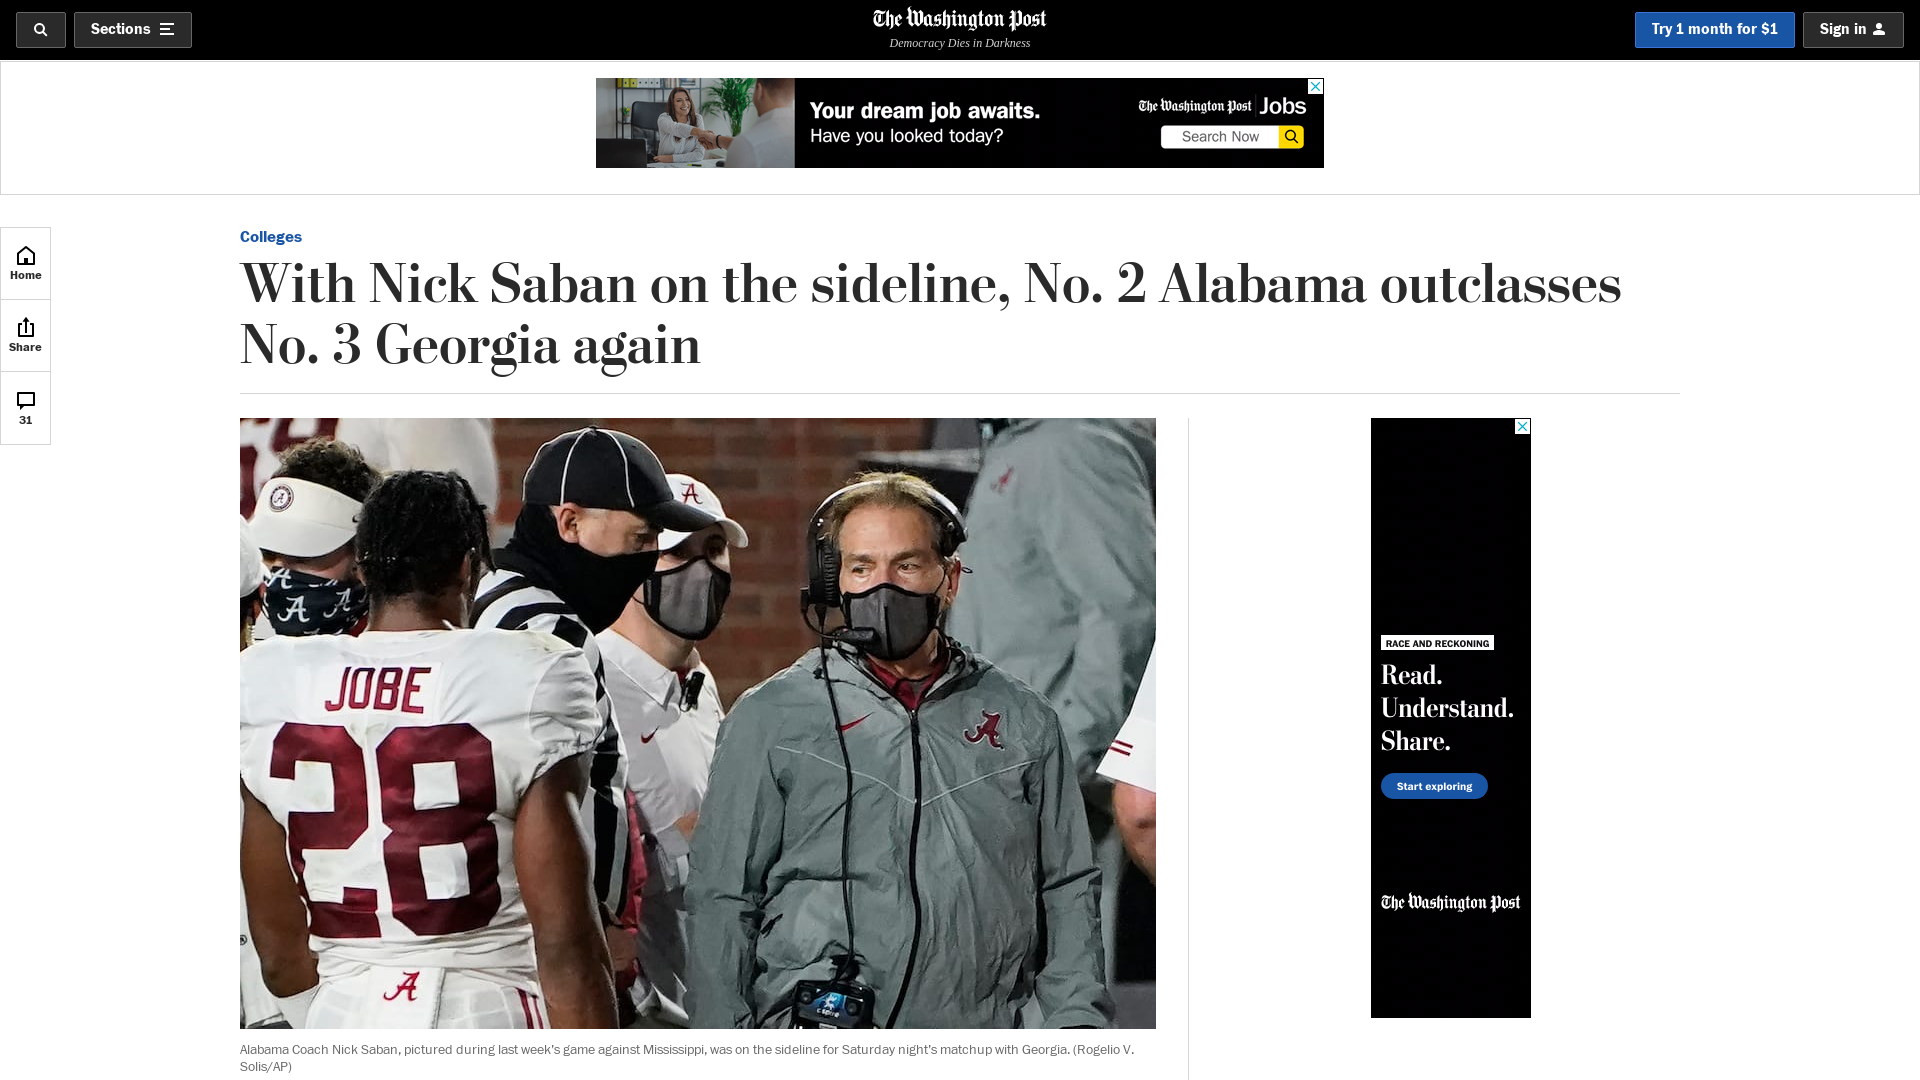 Sections
The Washington Post
Democracy Dies in Darkness
Try 1 month for $1
Sign in
Your dream job awaits.
Have you looked today?
The Washington Post Jobs
Search Now
Home
Share
31
Colleges
With Nick Saban on the sideline, No. 2 Alabama outclasses
No. 3 Georgia again
JOBE
28
A
A
A
A
RACE AND RECKONING
Read.
Understand.
Share.
Start exploring
The Washington Post
Alabama Coach Nick Saban, pictured during last week’s game against Mississippi, was on the sideline for Saturday night’s matchup with Georgia. (Rogelio V.
Solis/AP)